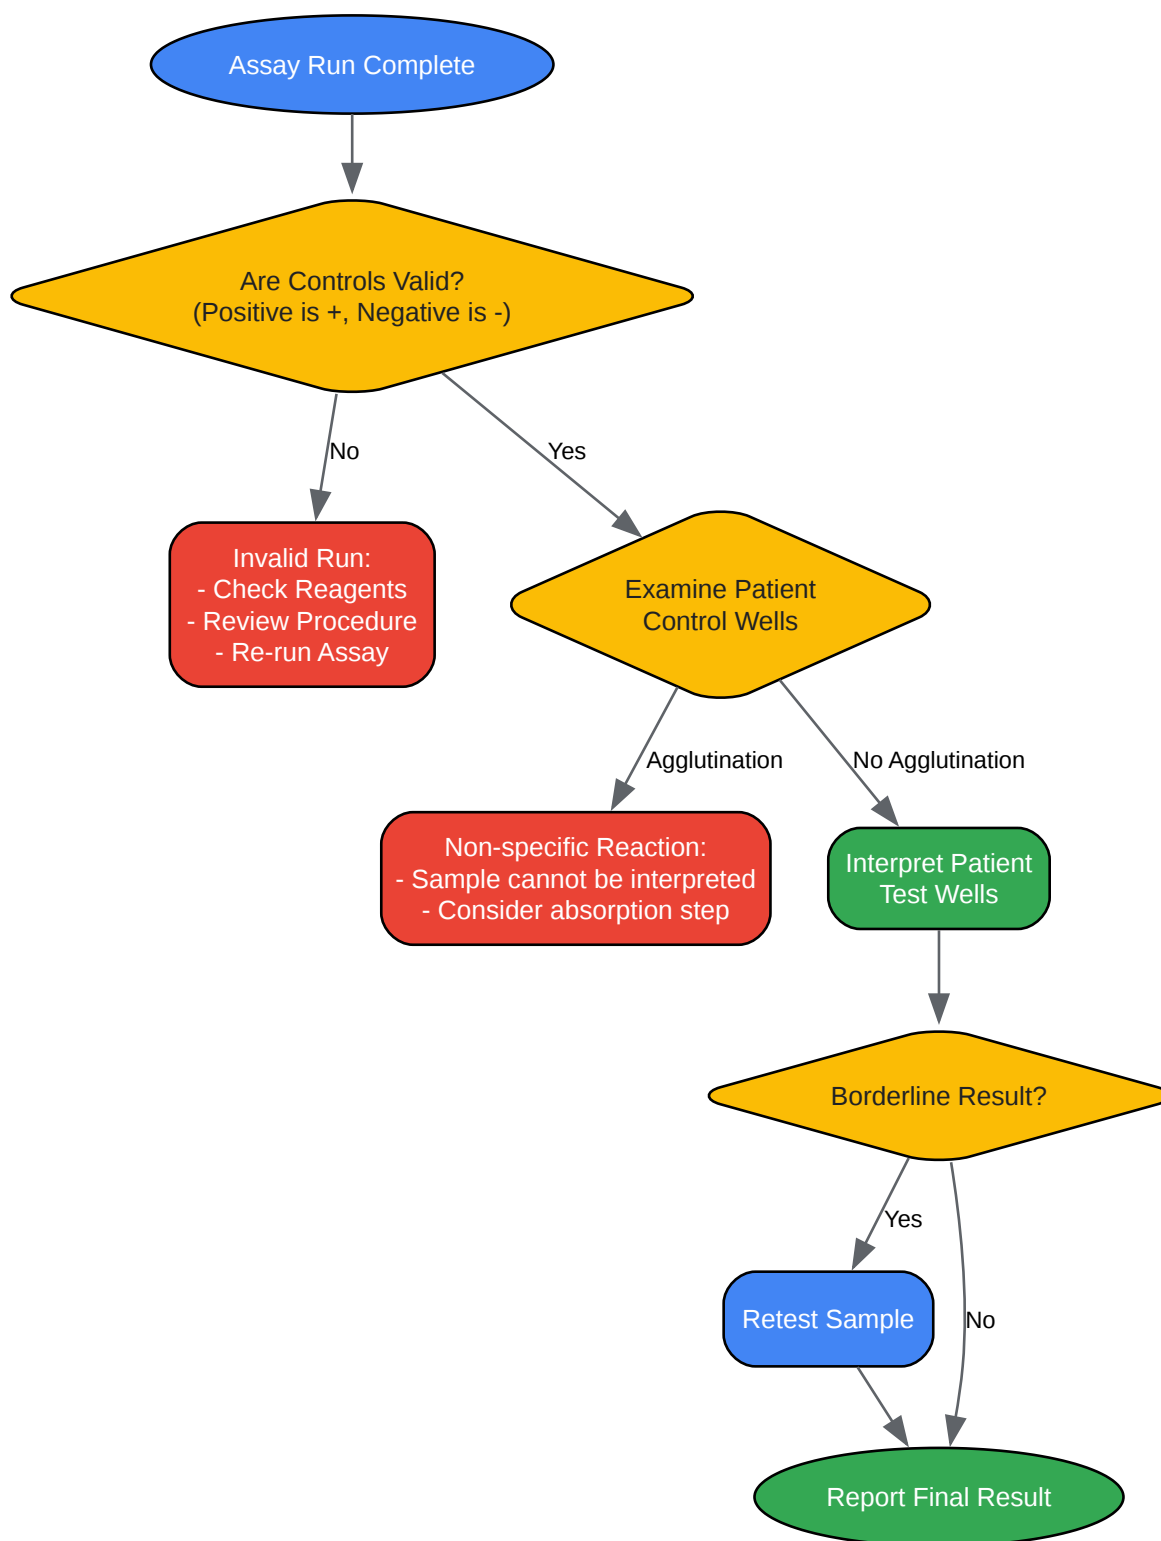 Assay Run Complete
Are Controls Valid?
(Positive is +, Negative is -)
No
Yes
Invalid Run:
- Check Reagents
- Review Procedure
- Re-run Assay
Examine Patient
Control Wells
Agglutination
No Agglutination
Non-specific Reaction:
- Sample cannot be interpreted
- Consider absorption step
Interpret Patient
Test Wells
Borderline Result?
Yes
Retest Sample
No
Report Final Result